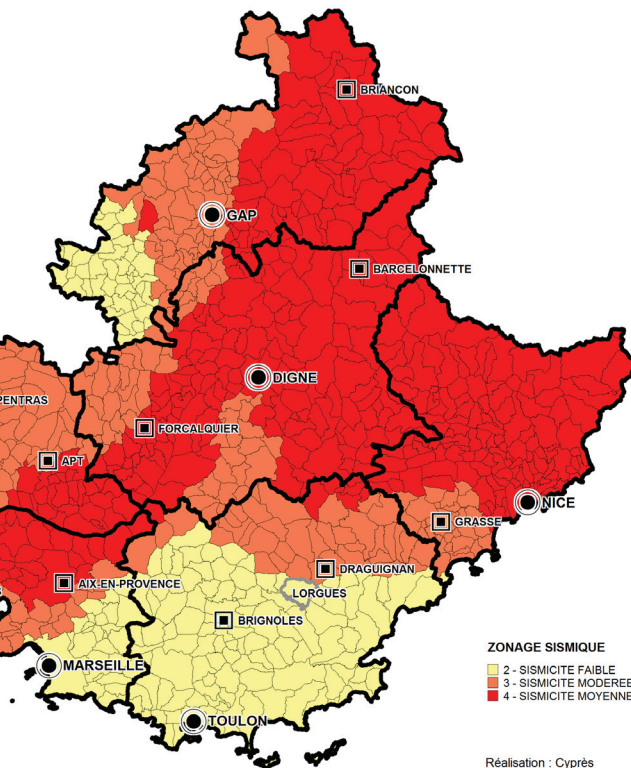 BRIANCON
GAP
BARCELONNETTE
DIGNE
PENTRAS
FORCALQUIER
APT
NICE
GRASSE
DRAGUIGNAN
AIX-EN-PROVENCE
LORGUES
BRIGNOLES
MARSEILLE
TOULON
ZONAGE SISMIQUE
2 - SISMICITE FAIBLE
3 - SISMICITE MODEREE
4 - SISMICITE MOYENNE
Réalisation : Cyprès